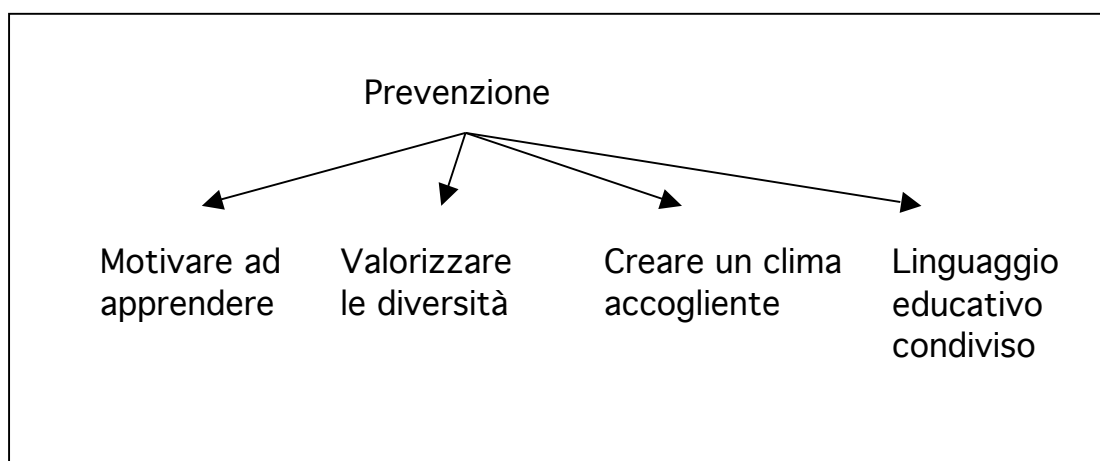 Prevenzione
Motivare ad
apprendere
Valorizzare
le diversità
Creare un clima
accogliente
Linguaggio
educativo
condiviso